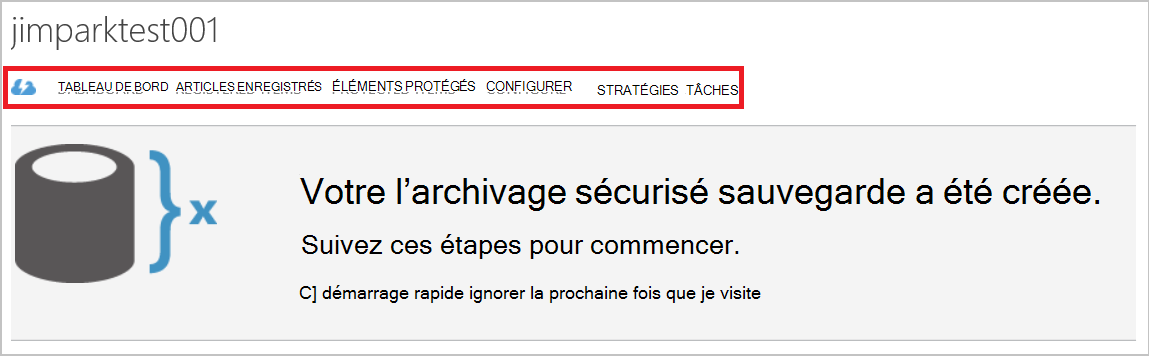 jimparktest001
TABLEAU DE BORD ARTICLES ENREGISTRÉS ÉLÉMENTS PROTÉGÉS CONFIGURER STRATÉGIES TÂCHES
Votre l’archivage sécurisé sauvegarde a été créée.
Suivez ces étapes pour commencer.
C] démarrage rapide ignorer la prochaine fois que je visite